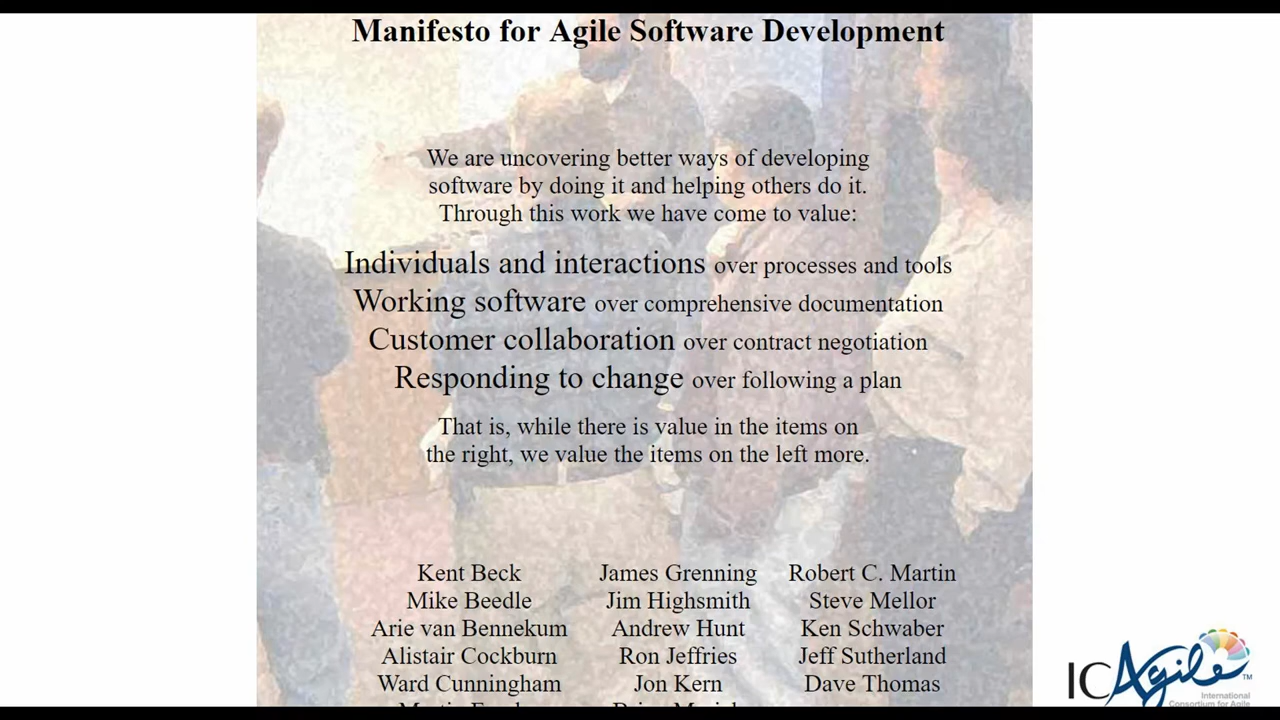 Manifesto for Agile Software Development
We are uncovering better ways of developing
software by doing it and helping others do it.
Through this work we have come to value:
Individuals and interactions over processes and tools
Working software over comprehensive documentation
Customer collaboration over contract negotiation
Responding to change over following a plan
That is, while there is value in the items on
the right, we value the items on the left more.
Kent Beck James Grenning Robert C. Martin
Mike Beedle Jim Highsmith Steve Mellor
Arie van Bennekum Andrew Hunt Ken Schwaber
Alistair Cockburn Ron Jeffries Jeff Sutherland
Ward Cunningham Jon Kern Dave Thomas
ICAgile™
International
Consortium for Agile